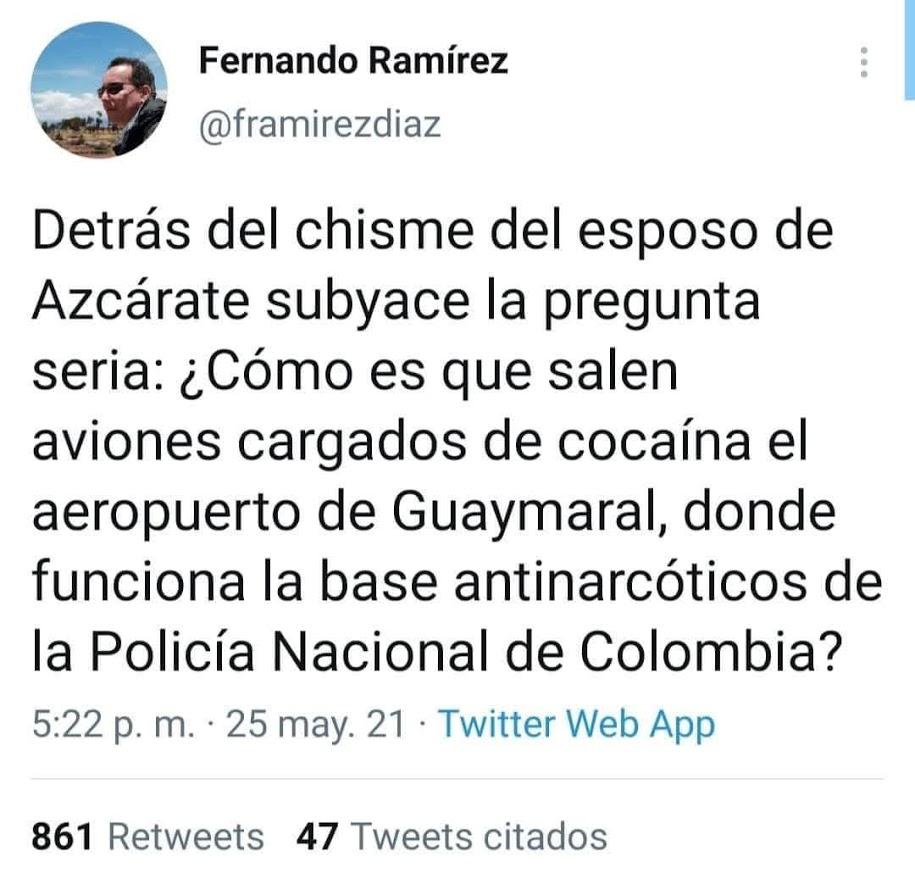 Fernando Ramírez
@framirezdiaz
Detrás del chisme del esposo de
Azcárate subyace la pregunta
seria: ¿Cómo es que salen
aviones cargados de cocaína el
aeropuerto de Guaymaral, donde
funciona la base antinarcóticos de
la Policía Nacional de Colombia?
5:22 p. m. · 25 may. 21 · Twitter Web App
861 Retweets 47 Tweets citados